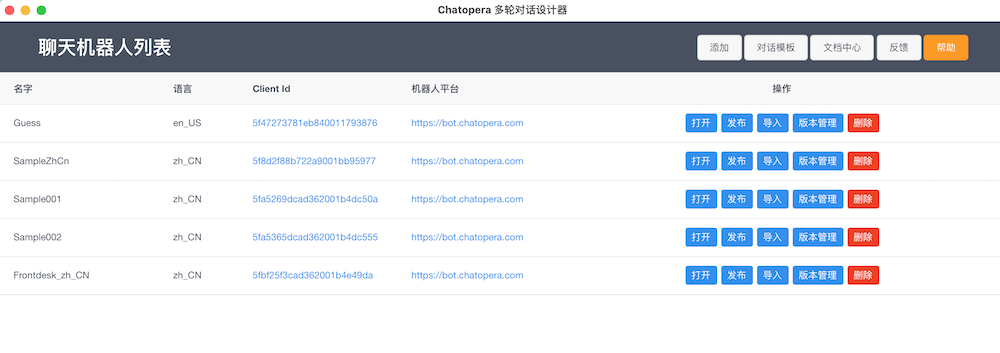 Chatopera 多轮对话设计器
聊天机器人列表 添加 对话模板 文档中心 反馈 帮助
名字 语言 Client Id 机器人平台 操作
Guess en_US 5f47273781eb840011793876 https://bot.chatopera.com 打开 发布 导入 版本管理 删除
SampleZhCn zh_CN 5f8d2f88b722a9001bb95977 https://bot.chatopera.com 打开 发布 导入 版本管理 删除
Sample001 zh_CN 5fa5269dcad362001b4dc50a https://bot.chatopera.com 打开 发布 导入 版本管理 删除
Sample002 zh_CN 5fa5365dcad362001b4dc555 https://bot.chatopera.com 打开 发布 导入 版本管理 删除
Frontdesk_zh_CN zh_CN 5fbf25f3cad362001b4e49da https://bot.chatopera.com 打开 发布 导入 版本管理 删除